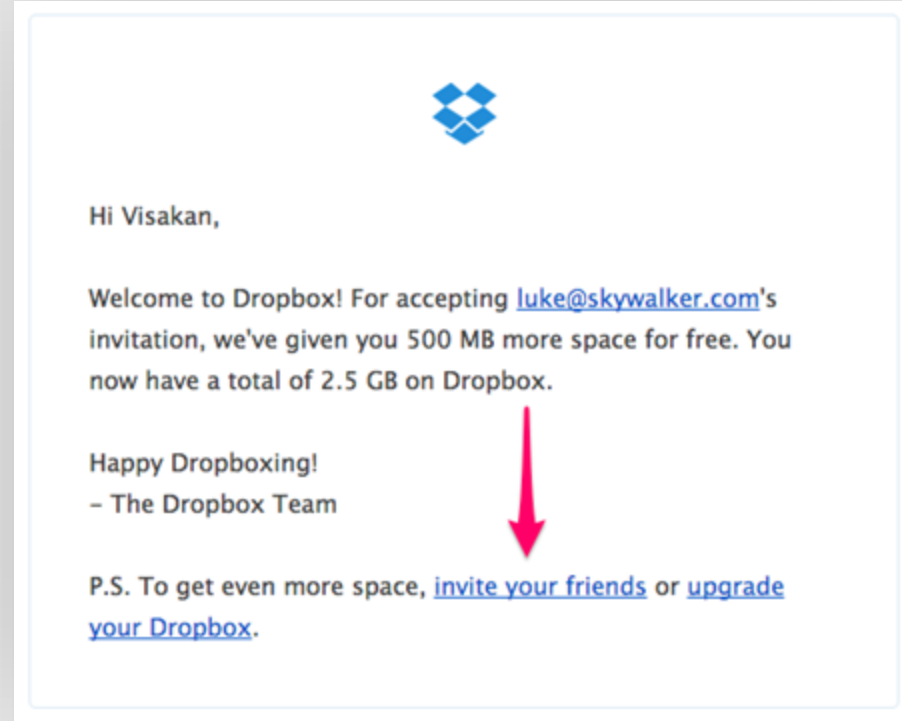 Hi Visakan,
Welcome to Dropbox! For accepting luke@skywalker.com's
invitation, we've given you 500 MB more space for free. You
now have a total of 2.5 GB on Dropbox.
Happy Dropboxing!
– The Dropbox Team
P.S. To get even more space, invite your friends or upgrade
your Dropbox.